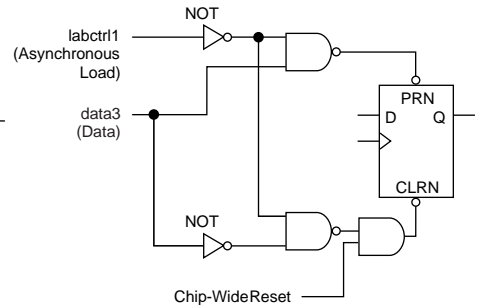 NOT
labctrl1
(Asynchronous
Load)
PRN
data3
D Q
(Data)
CLRN
NOT
Chip-WideReset